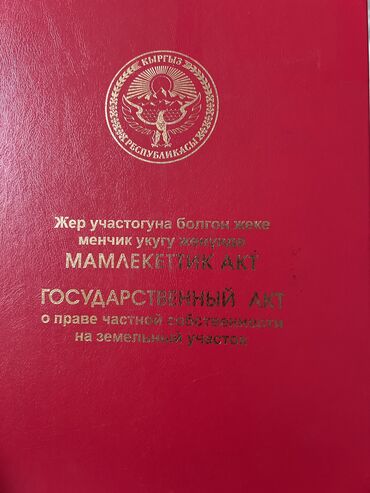 КЫРГЫЗ
РЕСПУБЛИКАСЫ
Жер участогуна болгон жеке
менчик укугу жөнүндө
МАМЛЕКЕТТИК АКТ
ГОСУДАРСТВЕННЫЙ АКТ
о праве частной собственности
на земельный участок